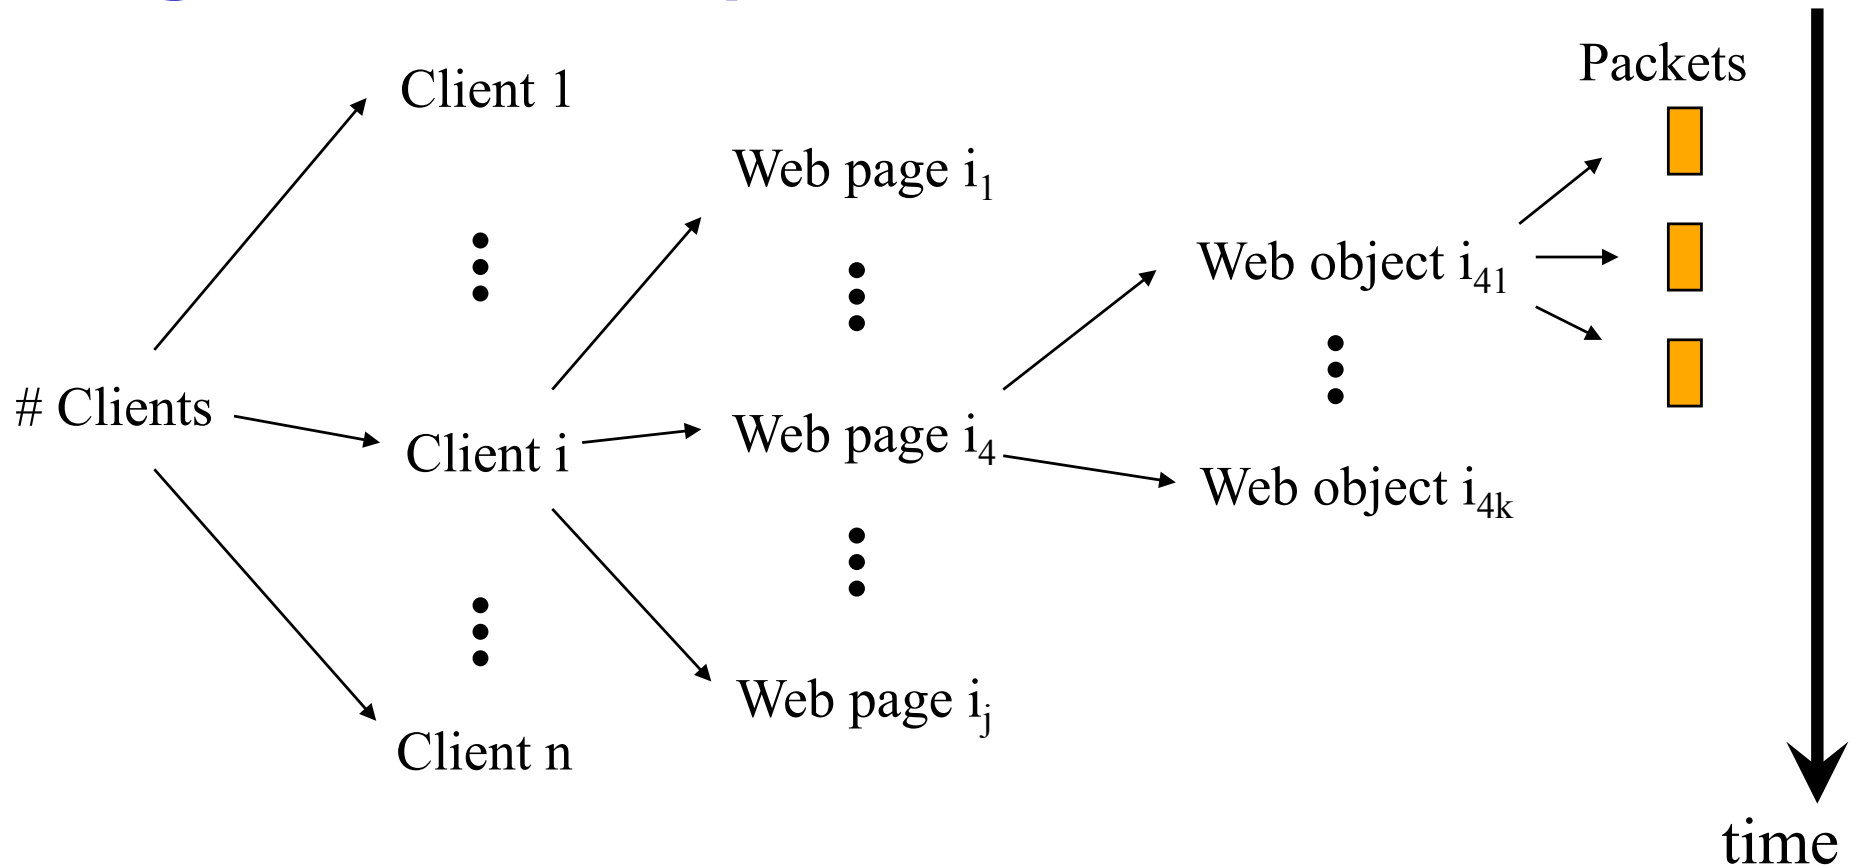 Packets
Client 1
Web page i1
Web object i41
# Clients
Client i
Web page i4
Web object i4k
Web page ij
Client n
time